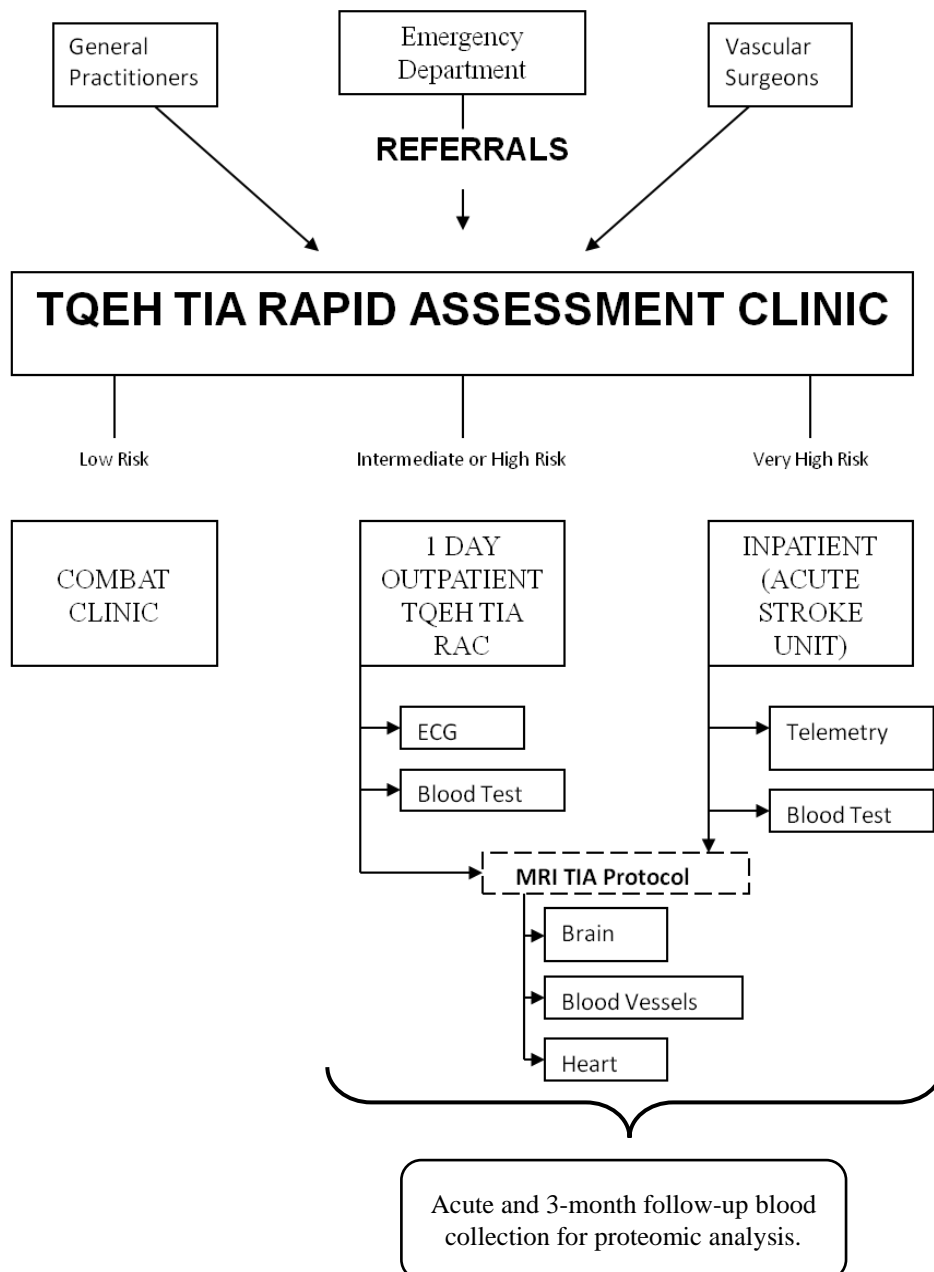 General
Practitioners
Emergency
Department
Vascular
Surgeons
REFERRALS
TQEH TIA RAPID ASSESSMENT CLINIC
Low Risk
Intermediate or High Risk
Very High Risk
COMBAT
CLINIC
1 DAY
OUTPATIENT
TQEH TIA
RAC
INPATIENT
(ACUTE
STROKE
UNIT)
ECG
Blood Test
Telemetry
Blood Test
MRI TIA Protocol
Brain
Blood Vessels
Heart
Acute and 3-month follow-up blood
collection for proteomic analysis.